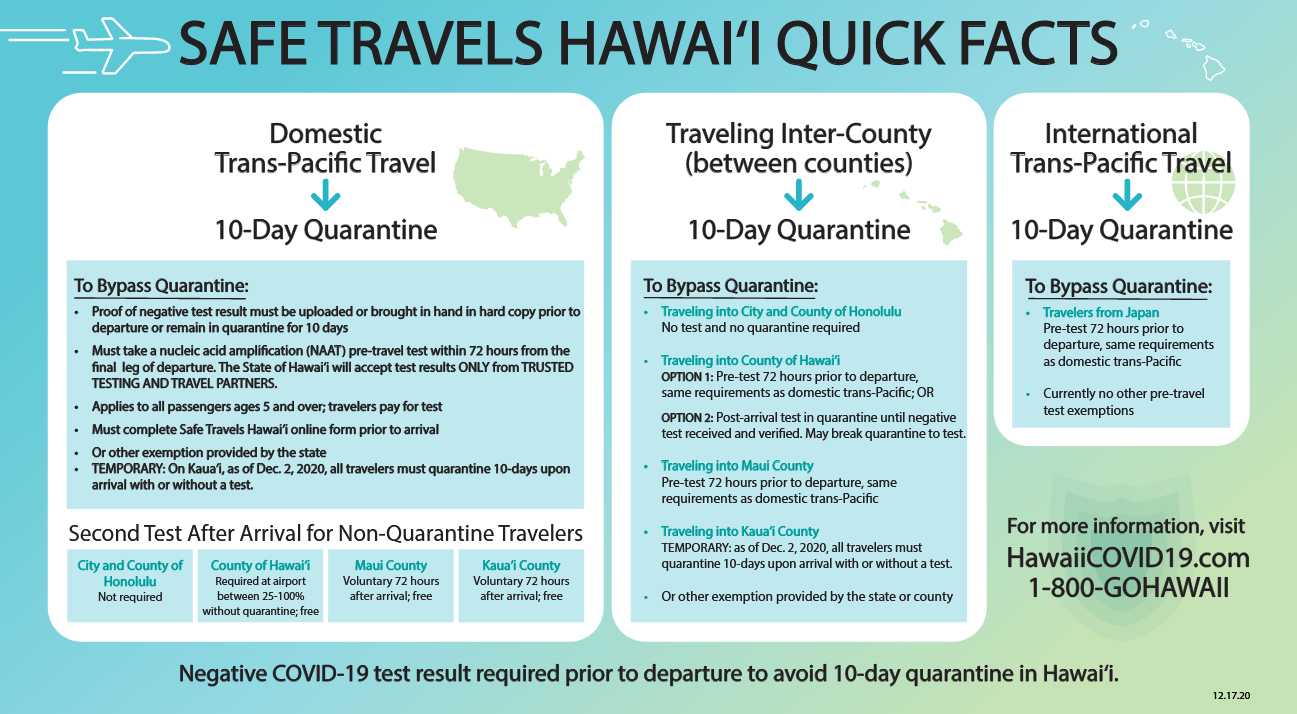 SAFE TRAVELS HAWAI‘I QUICK FACTS
Domestic
Trans-Pacific Travel
10-Day Quarantine
To Bypass Quarantine:
• Proof of negative test result must be uploaded or brought in hand in hard copy prior to
departure or remain in quarantine for 10 days
• Must take a nucleic acid amplification (NAAT) pre-travel test within 72 hours from the
final leg of departure. The State of Hawai‘i will accept test results ONLY from TRUSTED
TESTING AND TRAVEL PARTNERS.
• Applies to all passengers ages 5 and over; travelers pay for test
• Must complete Safe Travels Hawai‘i online form prior to arrival
• Or other exemption provided by the state
• TEMPORARY: On Kaua‘i, as of Dec. 2, 2020, all travelers must quarantine 10-days upon
arrival with or without a test.
Second Test After Arrival for Non-Quarantine Travelers
City and County of
Honolulu
Not required
County of Hawai‘i
Required at airport
between 25-100%
without quarantine; free
Maui County
Voluntary 72 hours
after arrival; free
Kaua‘i County
Voluntary 72 hours
after arrival; free
Traveling Inter-County
(between counties)
10-Day Quarantine
To Bypass Quarantine:
• Traveling into City and County of Honolulu
No test and no quarantine required
• Traveling into County of Hawai‘i
OPTION 1: Pre-test 72 hours prior to departure,
same requirements as domestic trans-Pacific; OR
OPTION 2: Post-arrival test in quarantine until negative
test received and verified. May break quarantine to test.
• Traveling into Maui County
Pre-test 72 hours prior to departure, same
requirements as domestic trans-Pacific
• Traveling into Kaua‘i County
TEMPORARY: as of Dec. 2, 2020, all travelers must
quarantine 10-days upon arrival with or without a test.
• Or other exemption provided by the state or county
International
Trans-Pacific Travel
10-Day Quarantine
To Bypass Quarantine:
• Travelers from Japan
Pre-test 72 hours prior to
departure, same requirements
as domestic trans-Pacific
• Currently no other pre-travel
test exemptions
For more information, visit
HawaiiCOVID19.com
1-800-GOHAWAII
Negative COVID-19 test result required prior to departure to avoid 10-day quarantine in Hawai‘i.
12.17.20